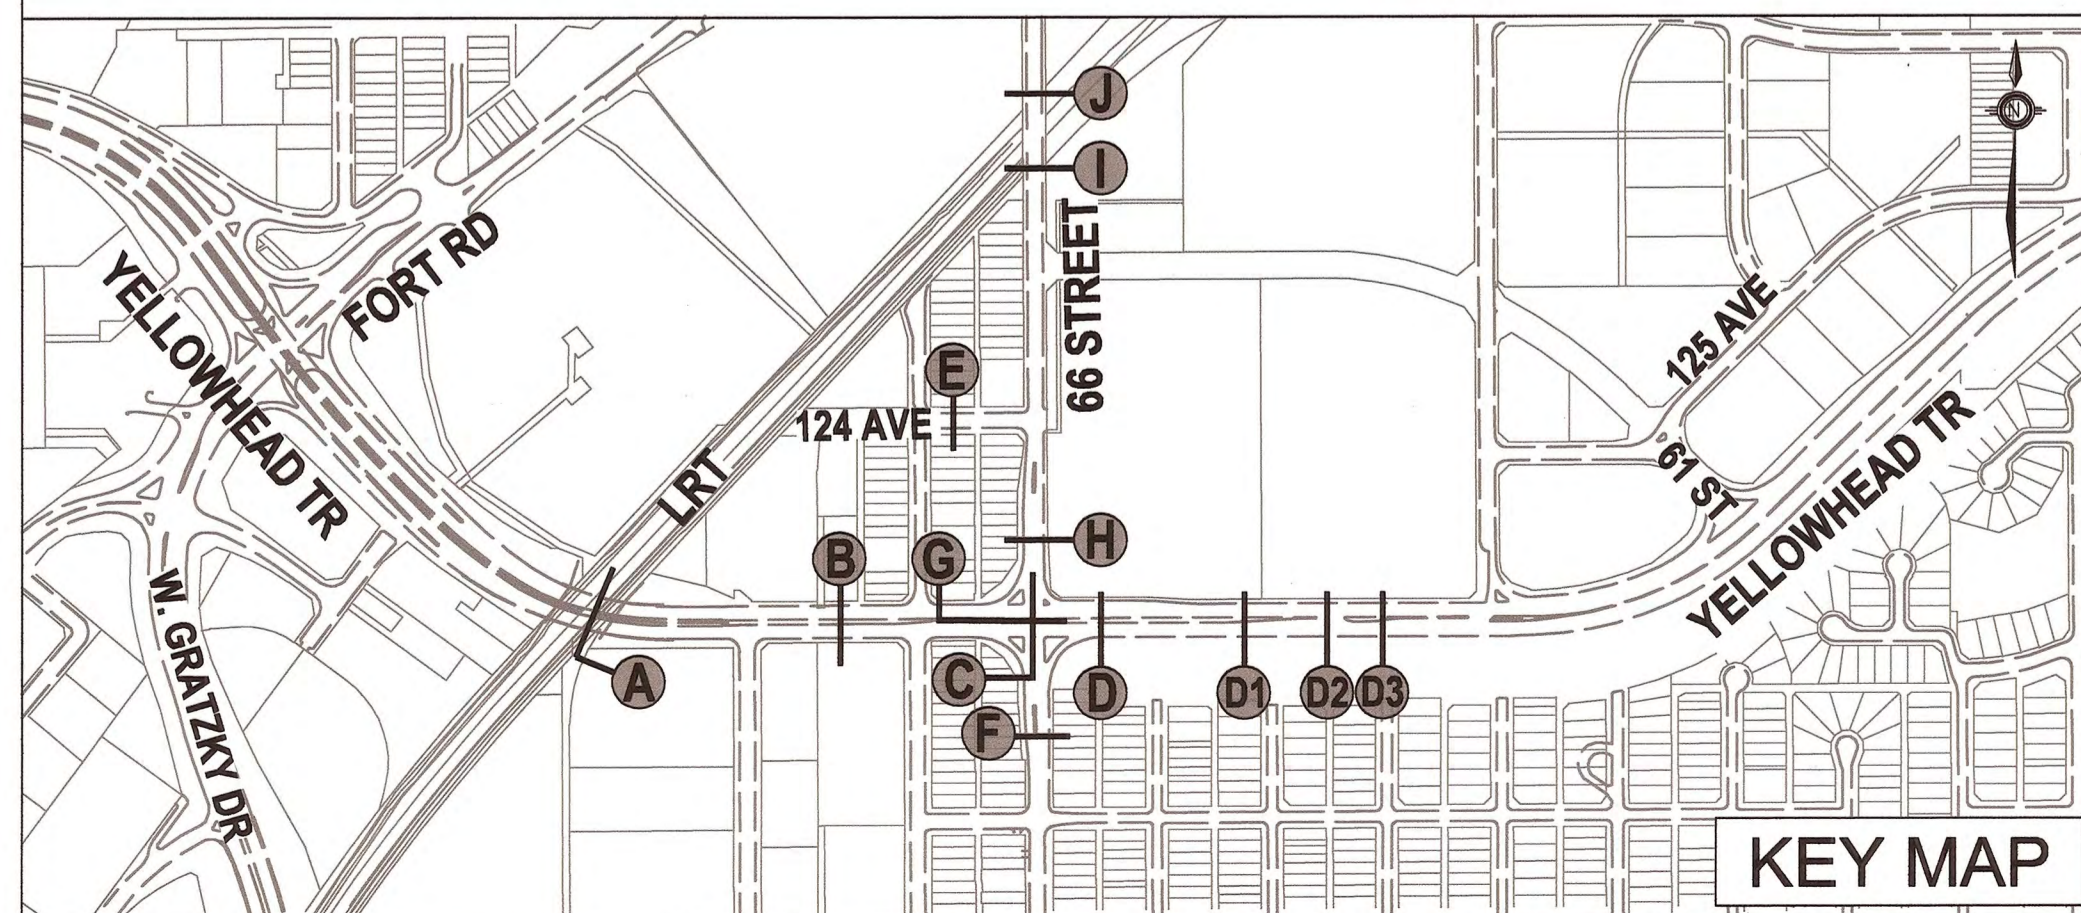 J
N
I
FORT RD
66 STREET
YELLOWHEAD TR
125 AVE
E
124 AVE
LRT
61 ST
YELLOWHEAD TR
B
G
H
W. GRATZKY DR
A
C
D
D1
D2
D3
F
KEY MAP